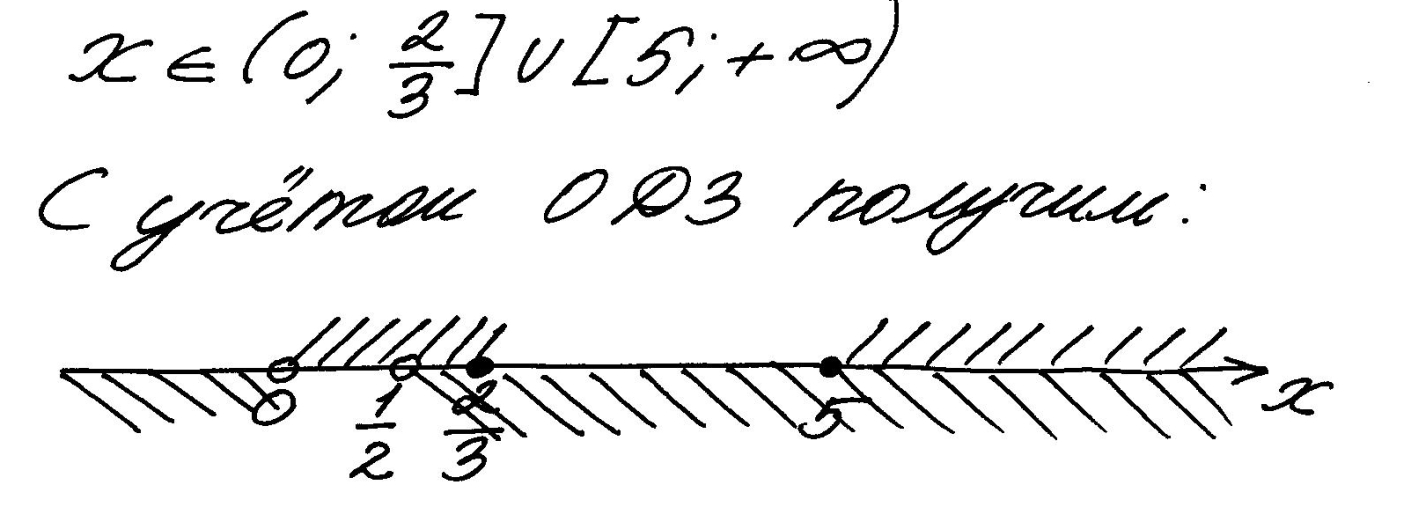 x ∈ (0; 2/3] ∪ [5; +∞)
С учётом ОДЗ получим:
0 1/2 2/3 5 x